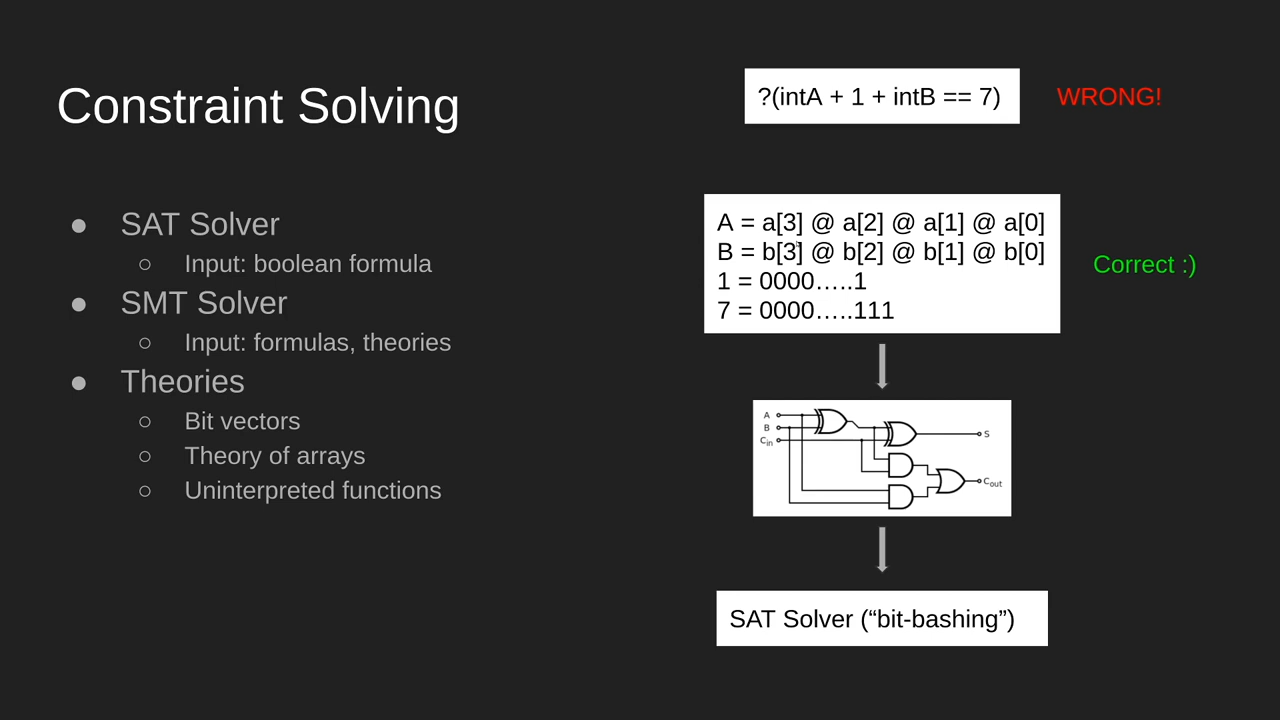 Constraint Solving
● SAT Solver
○ Input: boolean formula
● SMT Solver
○ Input: formulas, theories
● Theories
○ Bit vectors
○ Theory of arrays
○ Uninterpreted functions
?(intA + 1 + intB == 7)
WRONG!
A = a[3] @ a[2] @ a[1] @ a[0]
B = b[3] @ b[2] @ b[1] @ b[0]
1 = 0000…..1
7 = 0000…..111
Correct :)
A
B
Cin
S
Cout
SAT Solver (“bit-bashing”)